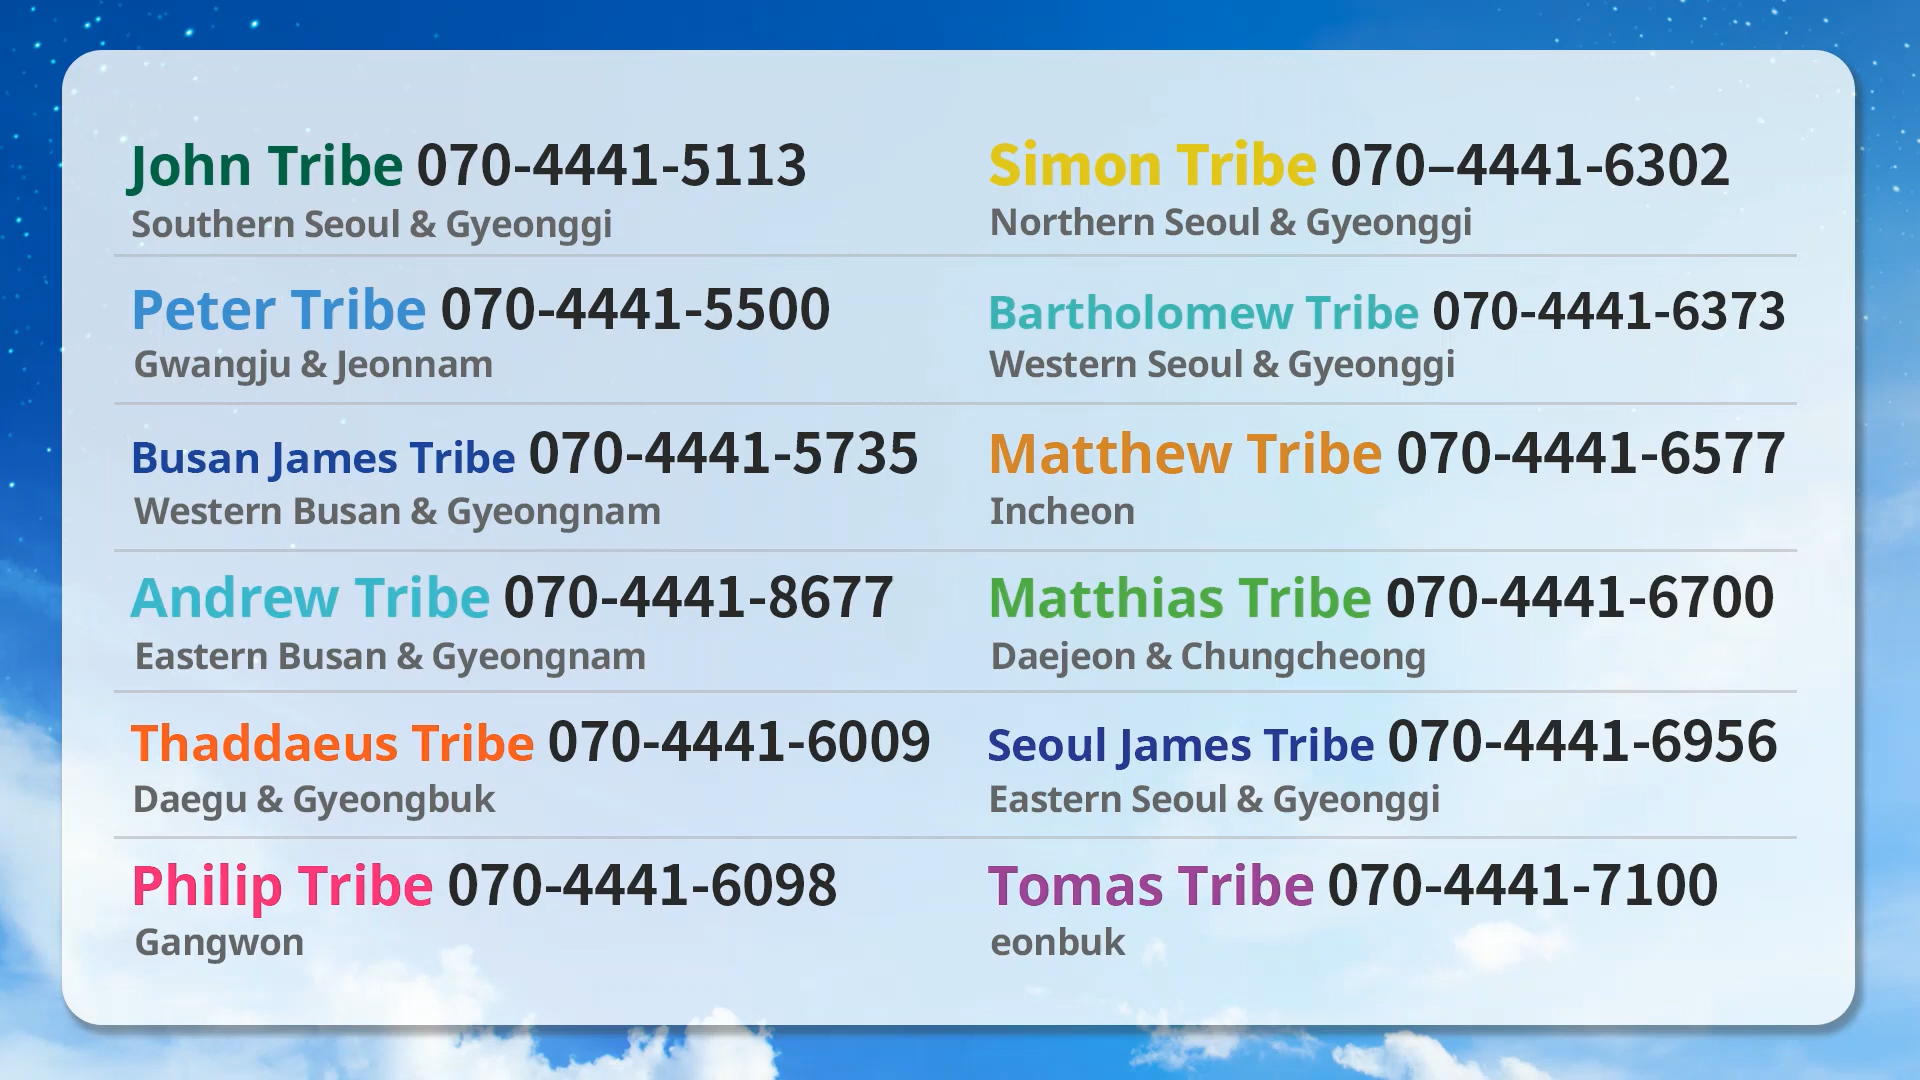 John Tribe 070-4441-5113
Southern Seoul & Gyeonggi
Simon Tribe 070–4441-6302
Northern Seoul & Gyeonggi
Peter Tribe 070-4441-5500
Gwangju & Jeonnam
Bartholomew Tribe 070-4441-6373
Western Seoul & Gyeonggi
Busan James Tribe 070-4441-5735
Western Busan & Gyeongnam
Matthew Tribe 070-4441-6577
Incheon
Andrew Tribe 070-4441-8677
Eastern Busan & Gyeongnam
Matthias Tribe 070-4441-6700
Daejeon & Chungcheong
Thaddaeus Tribe 070-4441-6009
Daegu & Gyeongbuk
Seoul James Tribe 070-4441-6956
Eastern Seoul & Gyeonggi
Philip Tribe 070-4441-6098
Gangwon
Tomas Tribe 070-4441-7100
eonbuk